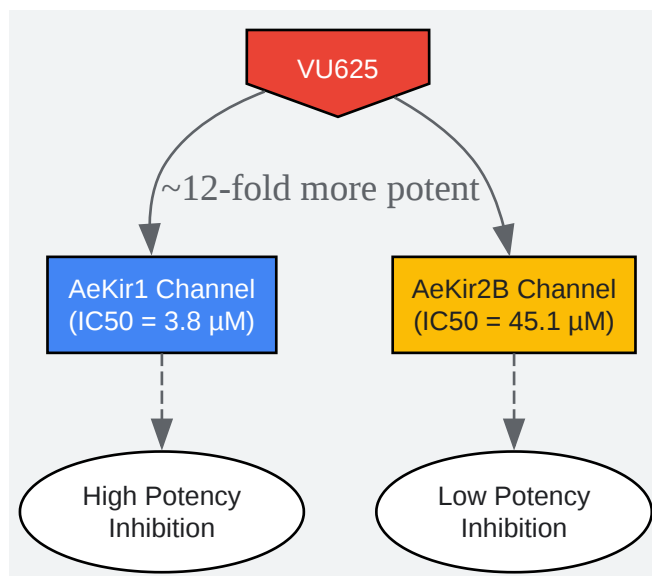 VU625
~12-fold more potent
AeKir1 Channel
(IC50 = 3.8 µM)
AeKir2B Channel
(IC50 = 45.1 µM)
High Potency
Inhibition
Low Potency
Inhibition